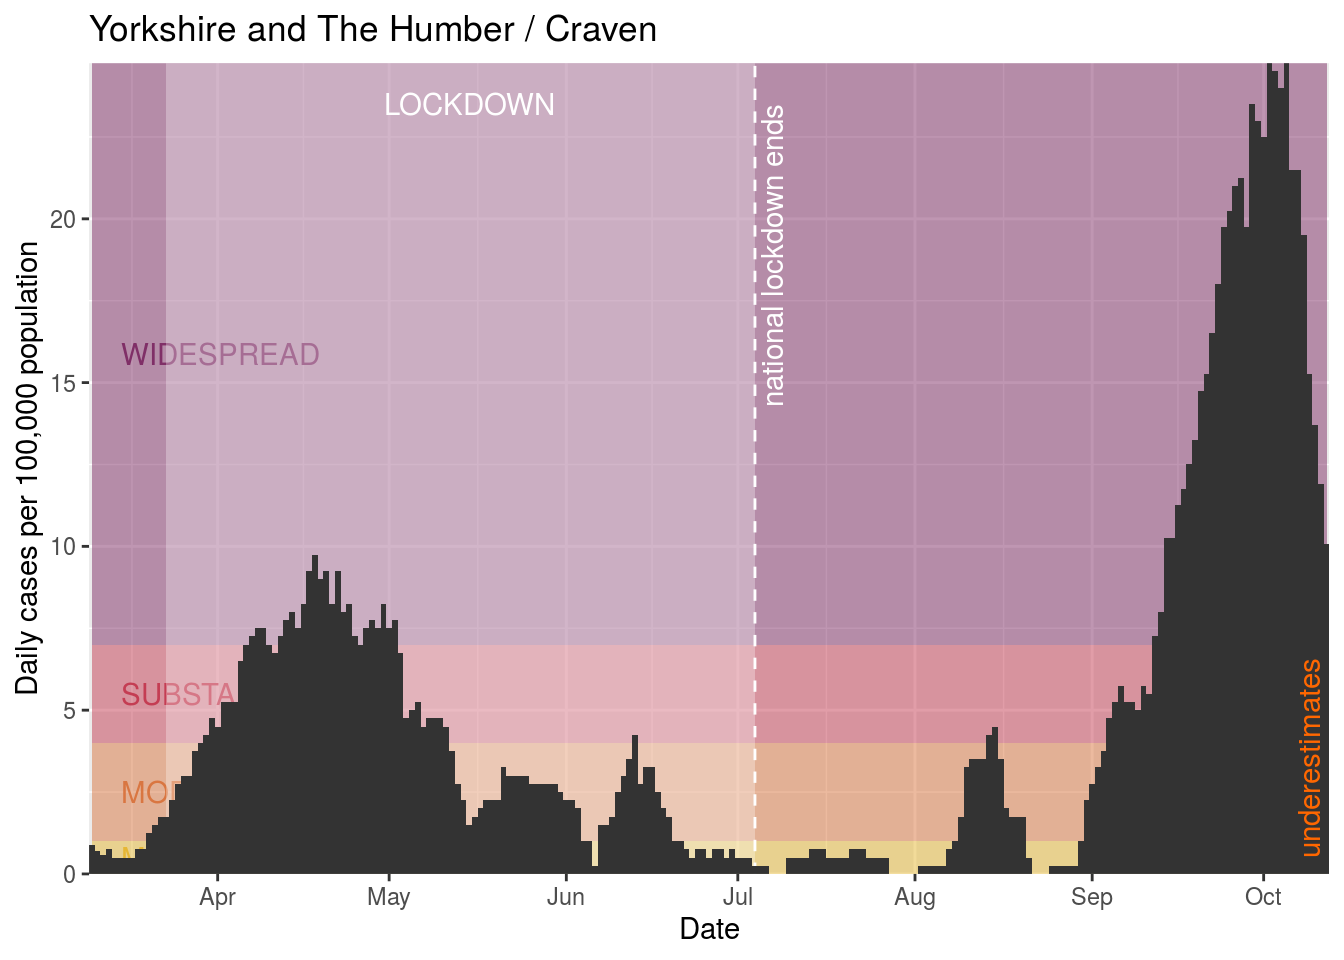 Yorkshire and The Humber / Craven
LOCKDOWN
national lockdown ends
WIDESPREAD
SUBSTA
MO
underestimates
Daily cases per 100,000 population
20
15
10
5
0
Apr May Jun Jul Aug Sep Oct
Date